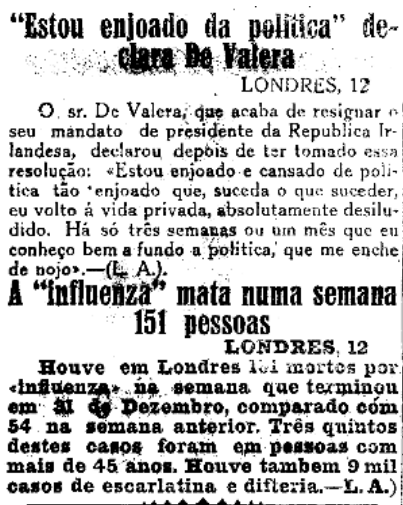 "Estou enjoado da politica" de-
clara De Valera
LONDRES, 12
O sr. De Valera, que acaba de resignar o
seu mandato de presidente da Republica Ir-
landesa, declarou depois de ter tomado essa
resolução: «Estou enjoado e cansado de poli-
tica tão enjoado que, suceda o que suceder,
eu volto á vida privada, absolutamente desilu-
dido. Há só três semanas ou um mês que eu
conheço bem a fundo a politica, que me enche
de nojo».—(L. A.).
A "influenza" mata numa semana
151 pessoas
LONDRES, 12
Houve em Londres 151 mortes por
«influenza» na semana que terminou
em 31 de Dezembro, comparado com
54 na semana anterior. Três quintos
destes casos foram em pessoas com
mais de 45 anos. Houve tambem 9 mil
casos de escarlatina e difteria.—L. A.)